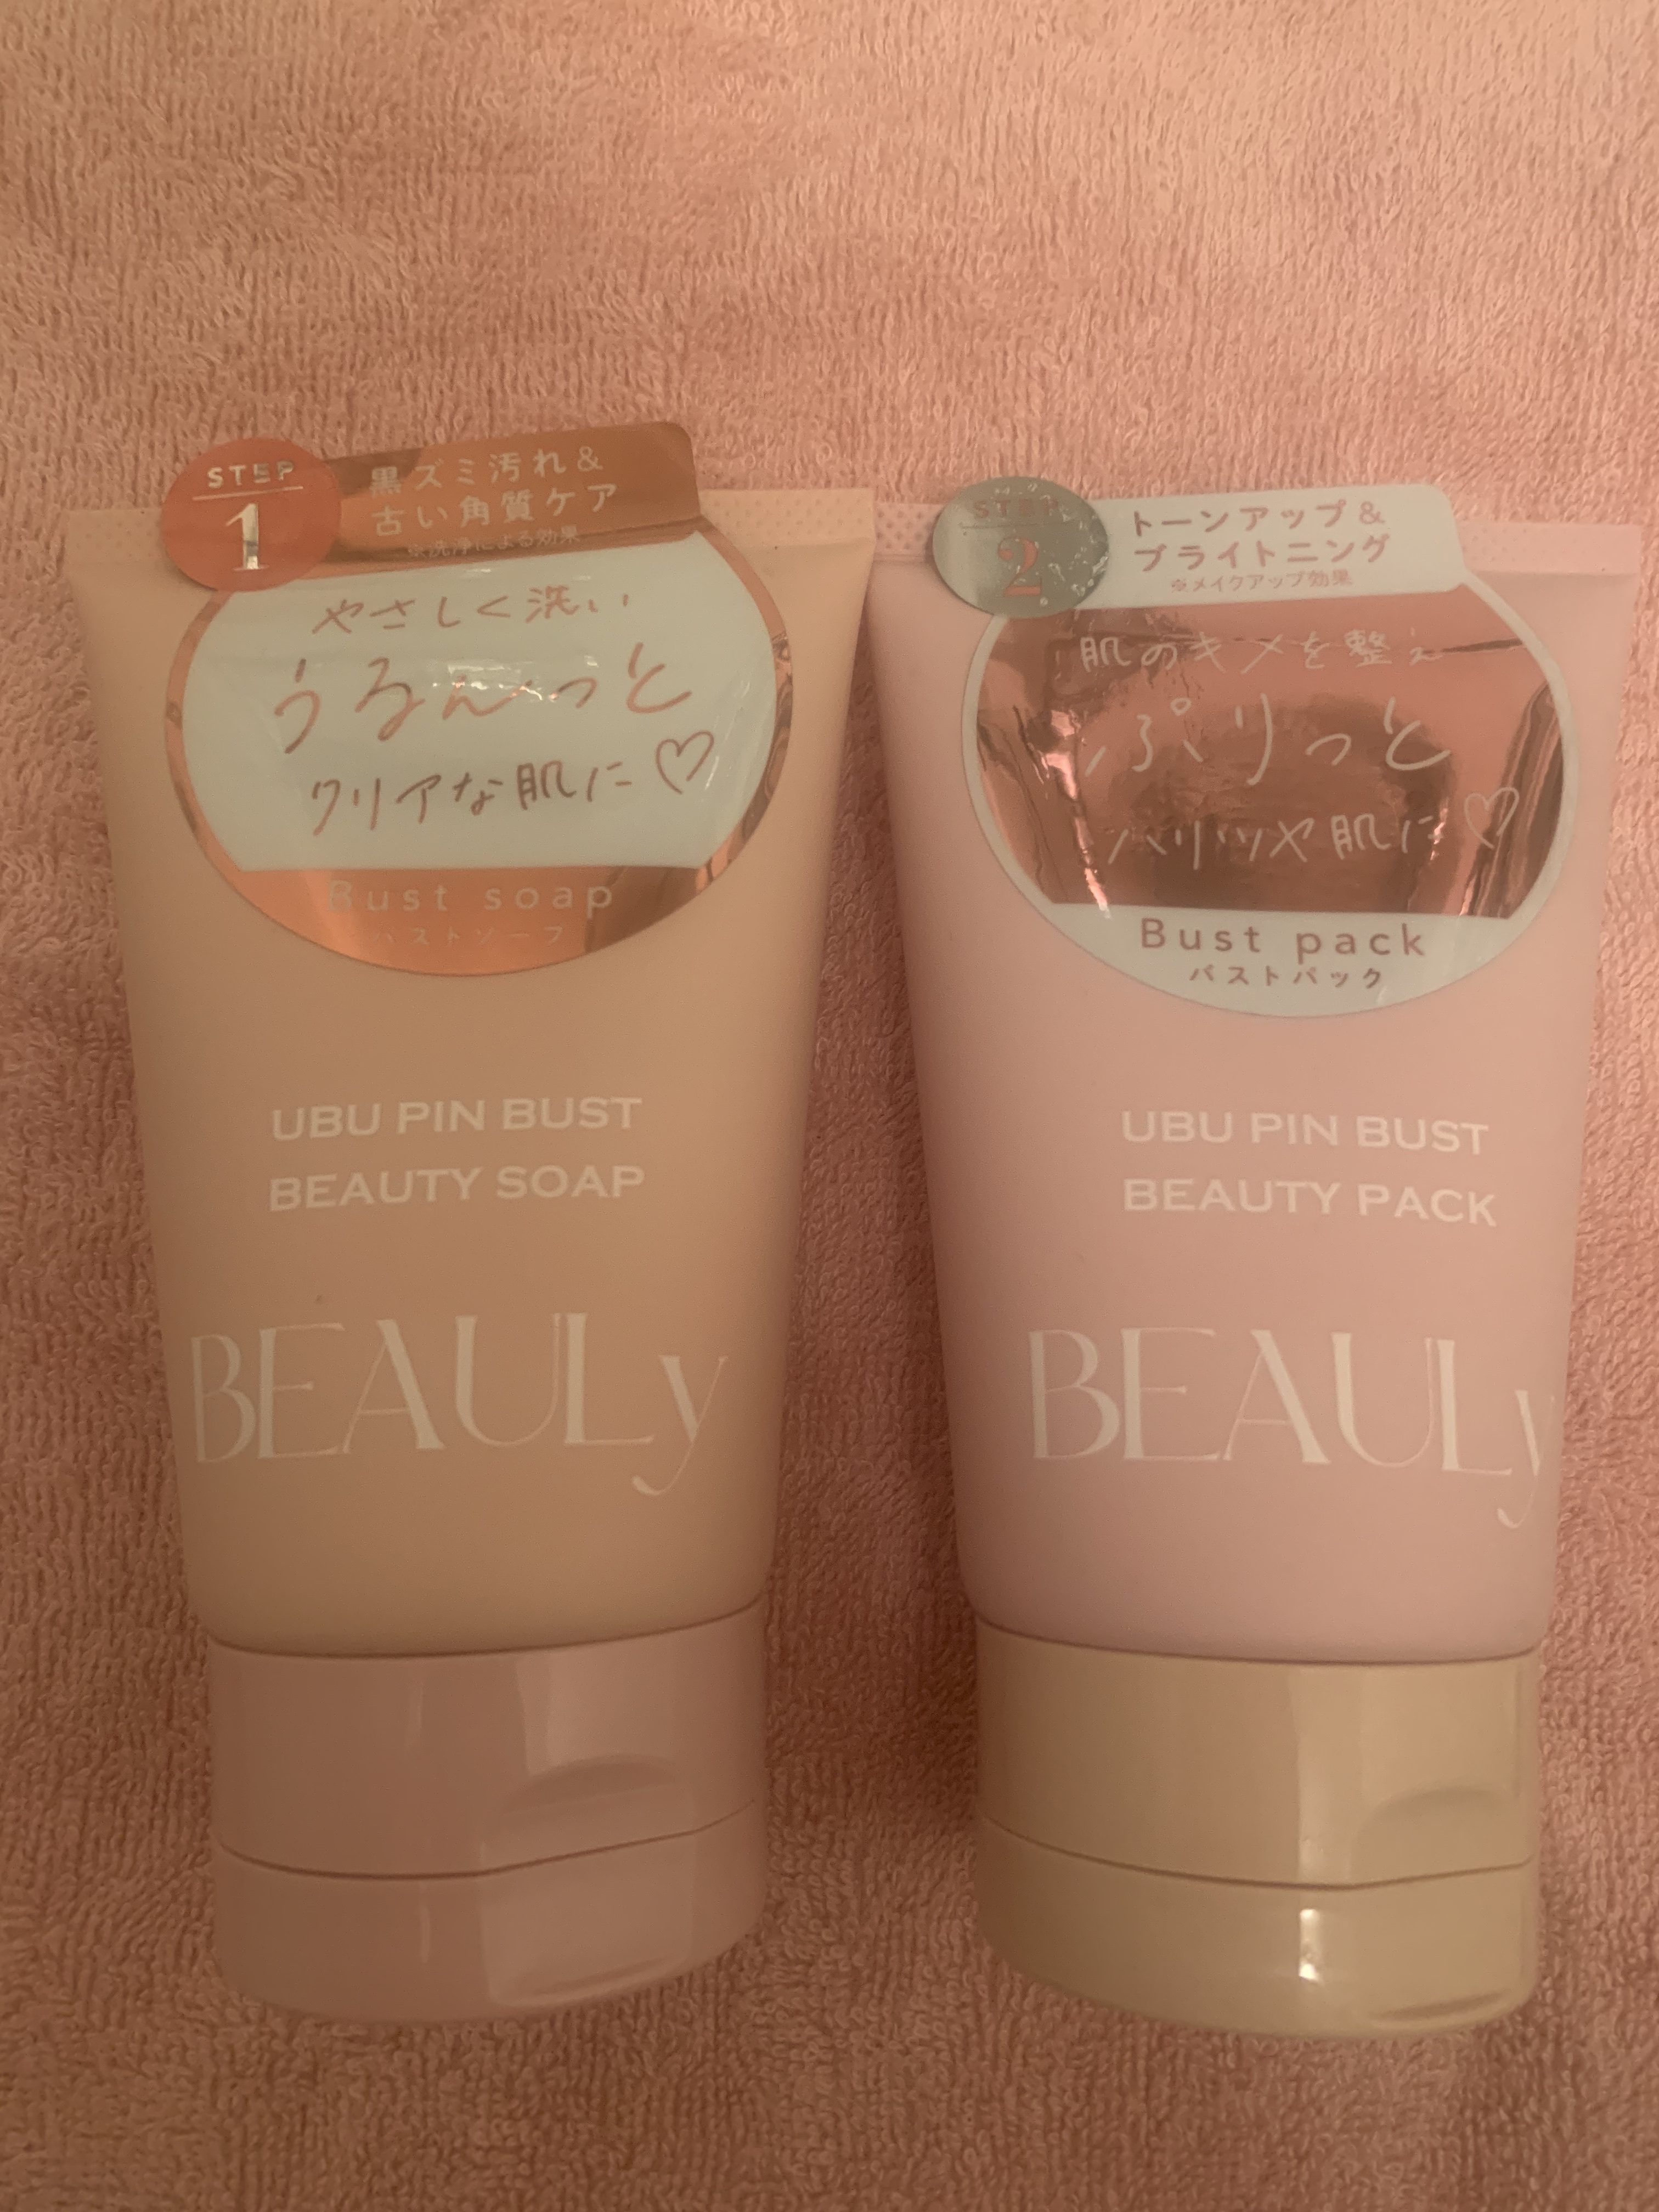 STEP
1
黒ズミ汚れ&
古い角質ケア
※洗浄による効果
やさしく洗い
うるんっと
クリアな肌に♡
Bust soap
バストソープ
UBU PIN BUST
BEAUTY SOAP
BEAULy
STEP
2
トーンアップ&
ブライトニング
※メイクアップ効果
肌のキメを整え
ぷりっと
ハリツヤ肌に♡
Bust pack
バストパック
UBU PIN BUST
BEAUTY PACK
BEAULy